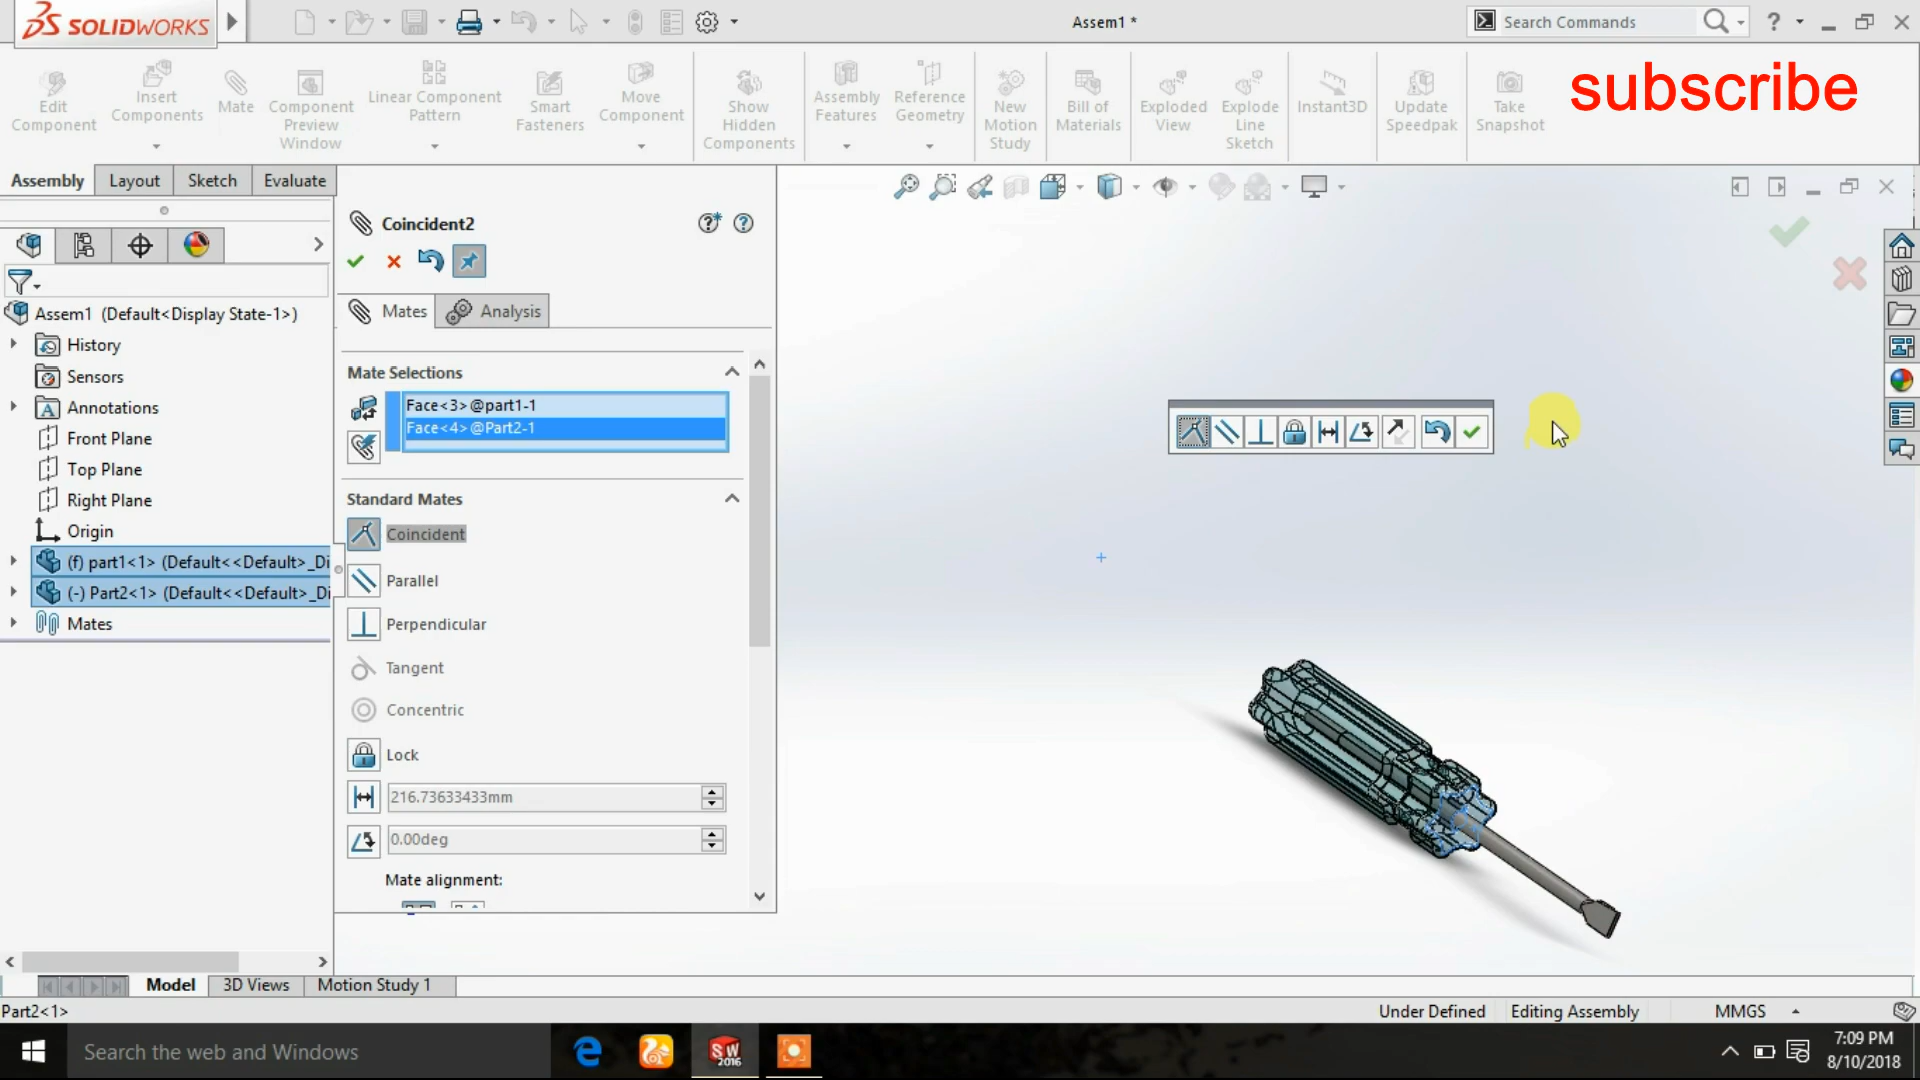 SOLIDWORKS
Assem1 *
Search Commands
?
Edit Component
Insert Components
Mate
Component Preview Window
Linear Component Pattern
Smart Fasteners
Move Component
Show Hidden Components
Assembly Features
Reference Geometry
New Motion Study
Bill of Materials
Exploded View
Explode Line Sketch
Instant3D
Update Speedpak
Take Snapshot
subscribe
Assembly
Layout
Sketch
Evaluate
Coincident2
Mates
Analysis
Assem1 (Default<Display State-1>)
History
Sensors
Annotations
Front Plane
Top Plane
Right Plane
Origin
(f) part1<1> (Default<<Default>_Di
(-) Part2<1> (Default<<Default>_Di
Mates
Mate Selections
Face<3>@part1-1
Face<4>@Part2-1
Standard Mates
Coincident
Parallel
Perpendicular
Tangent
Concentric
Lock
216.73633433mm
0.00deg
Mate alignment:
Model
3D Views
Motion Study 1
Part2<1>
Under Defined
Editing Assembly
MMGS
Search the web and Windows
SW
2016
7:09 PM
8/10/2018